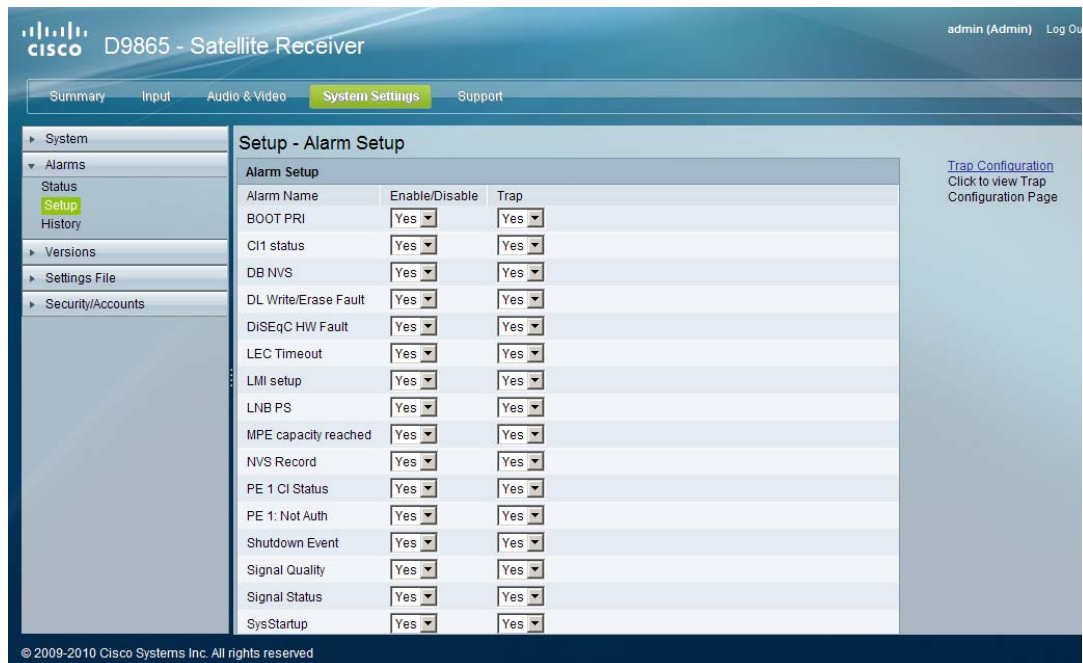 CISCO D9865 - Satellite Receiver
admin (Admin) Log
Summary Input Audio & Video System Settings Support
System
Alarms
Status
Setup
History
Versions
Settings File
Security/Accounts
Setup - Alarm Setup
Alarm Setup
Alarm Name Enable/Disable Trap
BOOT PRI Yes Yes
CI1 status Yes Yes
DB NVS Yes Yes
DL Write/Erase Fault Yes Yes
DiSEqC HW Fault Yes Yes
LEC Timeout Yes Yes
LMI setup Yes Yes
LNB PS Yes Yes
MPE capacity reached Yes Yes
NVS Record Yes Yes
PE 1 CI Status Yes Yes
PE 1: Not Auth Yes Yes
Shutdown Event Yes Yes
Signal Quality Yes Yes
Signal Status Yes Yes
SysStartup Yes Yes
Trap Configuration
Click to view Trap
Configuration Page
© 2009-2010 Cisco Systems Inc. All rights reserved